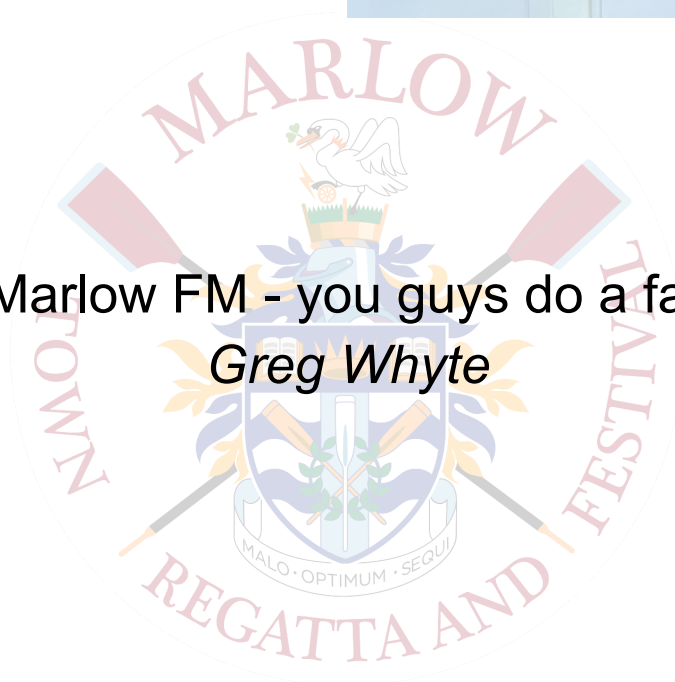 MARLOW
Marlow FM - you guys do a fa
Greg Whyte
TOWN
FESTIVAL
MALO · OPTIMUM · SEQUI
REGATTA AND